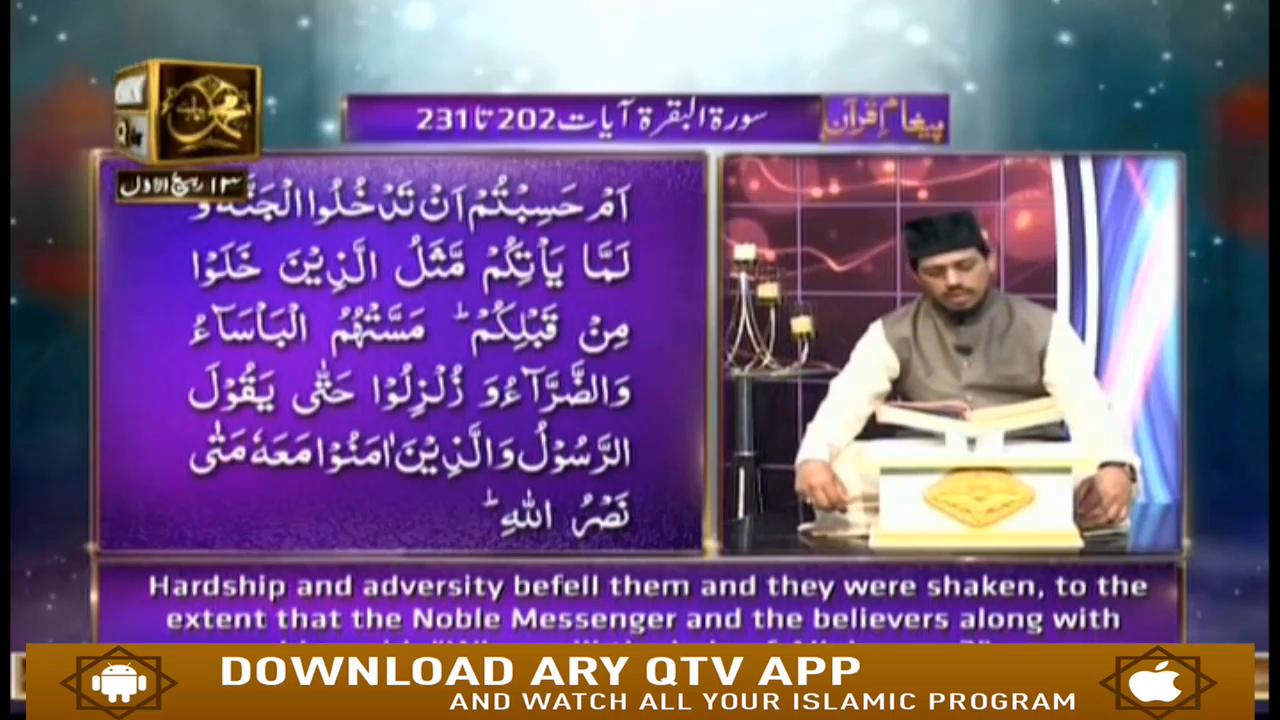 سورۃ البقرۃ آیات 202 تا 231
پیغام قرآن
۱۳ ربیع الاول
اَمْ حَسِبْتُمْ اَنْ تَدْخُلُوا الْجَنَّةَ وَ
لَمَّا يَاْتِكُمْ مَّثَلُ الَّذِيْنَ خَلَوْا
مِنْ قَبْلِكُمْ ؕ مَسَّتْهُمُ الْبَاْسَآءُ
وَالضَّرَّآءُ وَ زُلْزِلُوْا حَتّٰى يَقُوْلَ
الرَّسُوْلُ وَالَّذِيْنَ اٰمَنُوْا مَعَهٗ مَتٰى
نَصْرُ اللّٰهِ ؕ
Hardship and adversity befell them and they were shaken, to the
extent that the Noble Messenger and the believers along with
DOWNLOAD ARY QTV APP
AND WATCH ALL YOUR ISLAMIC PROGRAM